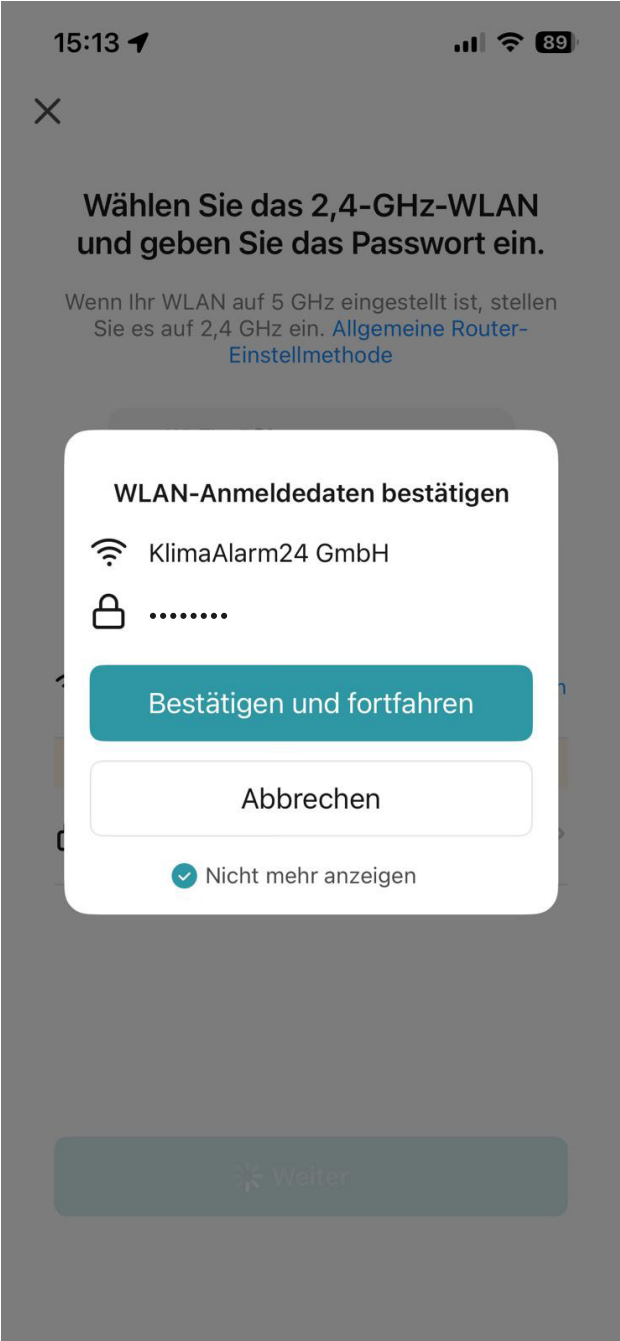 15:13
89
Wählen Sie das 2,4-GHz-WLAN
und geben Sie das Passwort ein.
Wenn Ihr WLAN auf 5 GHz eingestellt ist, stellen
Sie es auf 2,4 GHz ein. Allgemeine Router-
Einstellmethode
WLAN-Anmeldedaten bestätigen
KlimaAlarm24 GmbH
••••••••
Bestätigen und fortfahren
Abbrechen
Nicht mehr anzeigen
Weiter